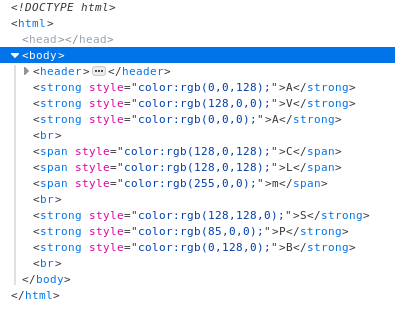 <!DOCTYPE html>
<html>
<head></head>
<body>
<header>…</header>
<strong style="color:rgb(0,0,128);">A</strong>
<strong style="color:rgb(128,0,0);">V</strong>
<strong style="color:rgb(0,0,0);">A</strong>
<br>
<span style="color:rgb(128,0,128);">C</span>
<span style="color:rgb(128,0,128);">L</span>
<span style="color:rgb(255,0,0);">m</span>
<br>
<strong style="color:rgb(128,128,0);">S</strong>
<strong style="color:rgb(85,0,0);">P</strong>
<strong style="color:rgb(0,128,0);">B</strong>
<br>
</body>
</html>